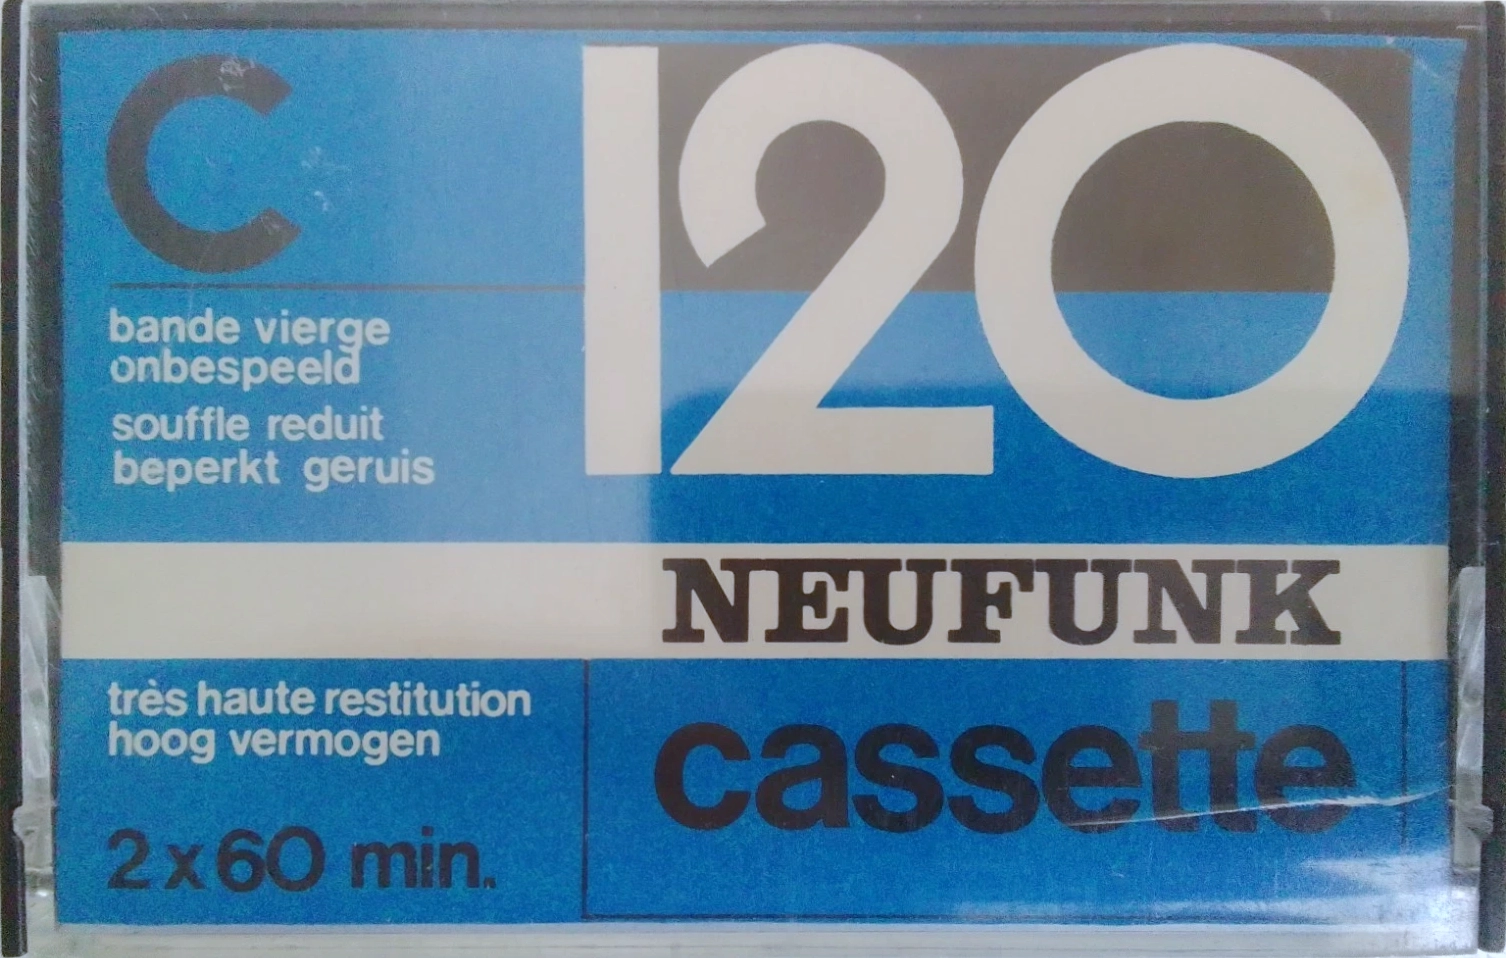 C 120
bande vierge
onbespeeld
souffle reduit
beperkt geruis
NEUFUNK
très haute restitution
hoog vermogen
cassette
2 x 60 min.